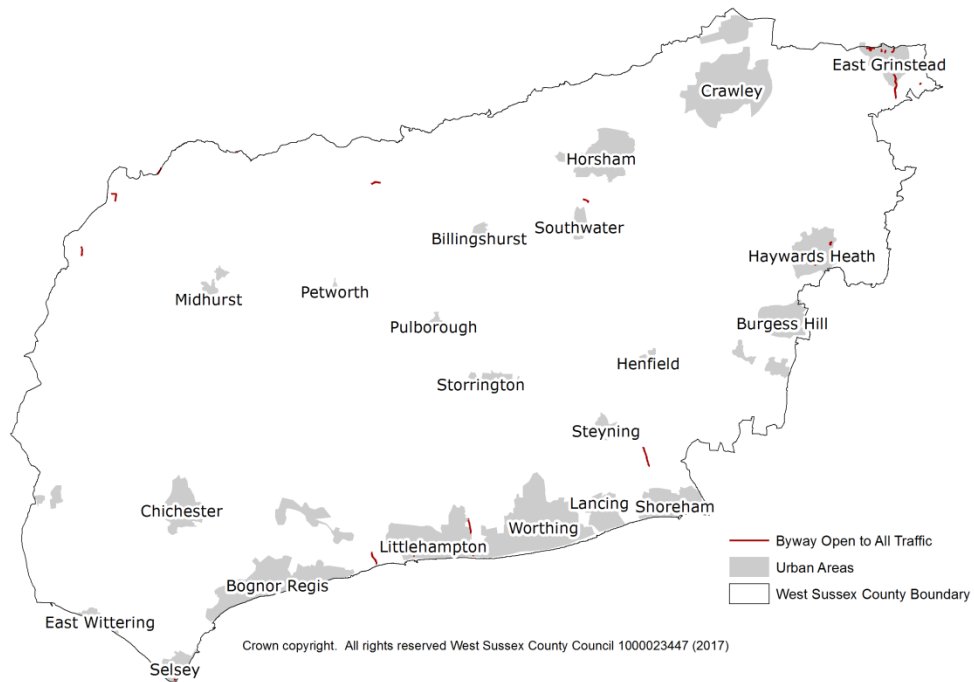 East Grinstead
Crawley
Horsham
Southwater
Billingshurst
Haywards Heath
Midhurst
Petworth
Pulborough
Burgess Hill
Henfield
Storrington
Steyning
Chichester
Lancing
Shoreham
Worthing
Littlehampton
Bognor Regis
East Wittering
Selsey
Byway Open to All Traffic
Urban Areas
West Sussex County Boundary
Crown copyright. All rights reserved West Sussex County Council 1000023447 (2017)